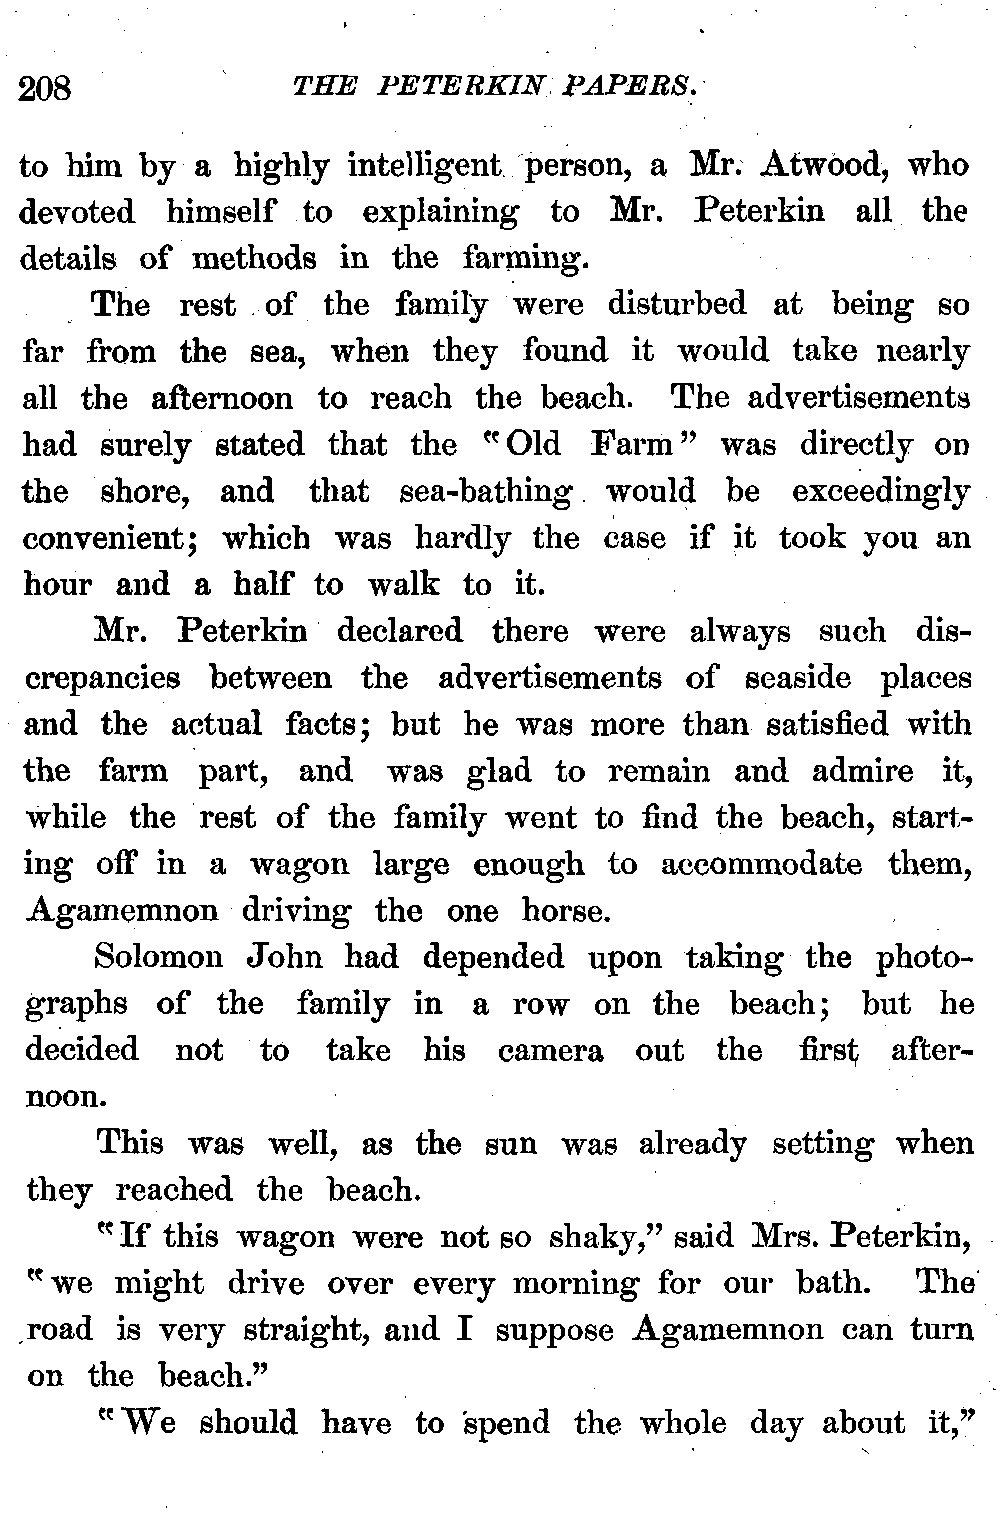 208 THE PETERKIN PAPERS.
to him by a highly intelligent person, a Mr. Atwood, who
devoted himself to explaining to Mr. Peterkin all the
details of methods in the farming.
The rest of the family were disturbed at being so
far from the sea, when they found it would take nearly
all the afternoon to reach the beach. The advertisements
had surely stated that the "Old Farm" was directly on
the shore, and that sea-bathing would be exceedingly
convenient; which was hardly the case if it took you an
hour and a half to walk to it.
Mr. Peterkin declared there were always such dis-
crepancies between the advertisements of seaside places
and the actual facts; but he was more than satisfied with
the farm part, and was glad to remain and admire it,
while the rest of the family went to find the beach, start-
ing off in a wagon large enough to accommodate them,
Agamemnon driving the one horse.
Solomon John had depended upon taking the photo-
graphs of the family in a row on the beach; but he
decided not to take his camera out the first after-
noon.
This was well, as the sun was already setting when
they reached the beach.
"If this wagon were not so shaky," said Mrs. Peterkin,
"we might drive over every morning for our bath. The
road is very straight, and I suppose Agamemnon can turn
on the beach."
"We should have to spend the whole day about it,"